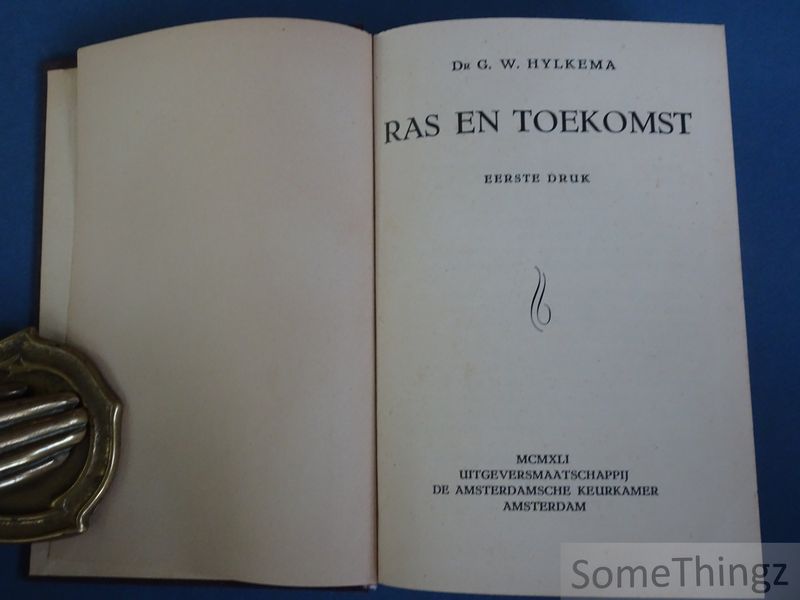 DR G. W. HYLKEMA
RAS EN TOEKOMST
EERSTE DRUK
MCMXLI
UITGEVERSMAATSCHAPPIJ
DE AMSTERDAMSCHE KEURKAMER
AMSTERDAM
SomeThingz